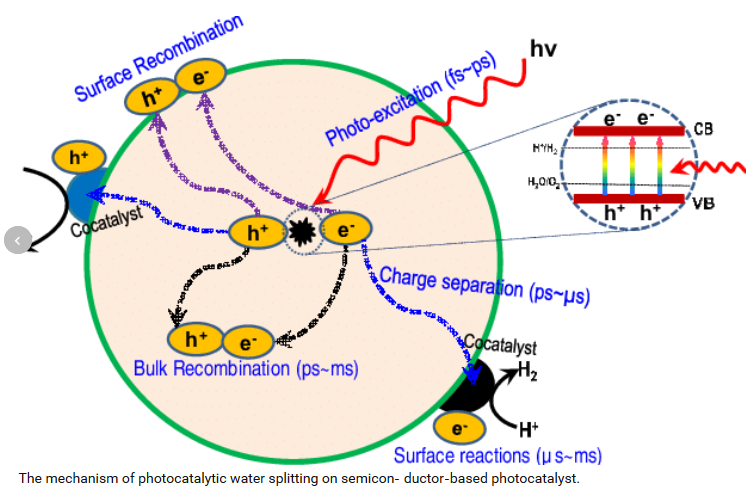 Surface Recombination
h⁺
e⁻
hν
Photo-excitation (fs~ps)
e⁻ e⁻
CB
H⁺/H₂
H₂O/O₂
h⁺ h⁺
VB
h⁺
Cocatalyst
h⁺
e⁻
Charge separation (ps~μs)
h⁺
e⁻
Bulk Recombination (ps~ms)
Cocatalyst
H₂
e⁻
H⁺
Surface reactions (μ s~ms)
The mechanism of photocatalytic water splitting on semicon- ductor-based photocatalyst.